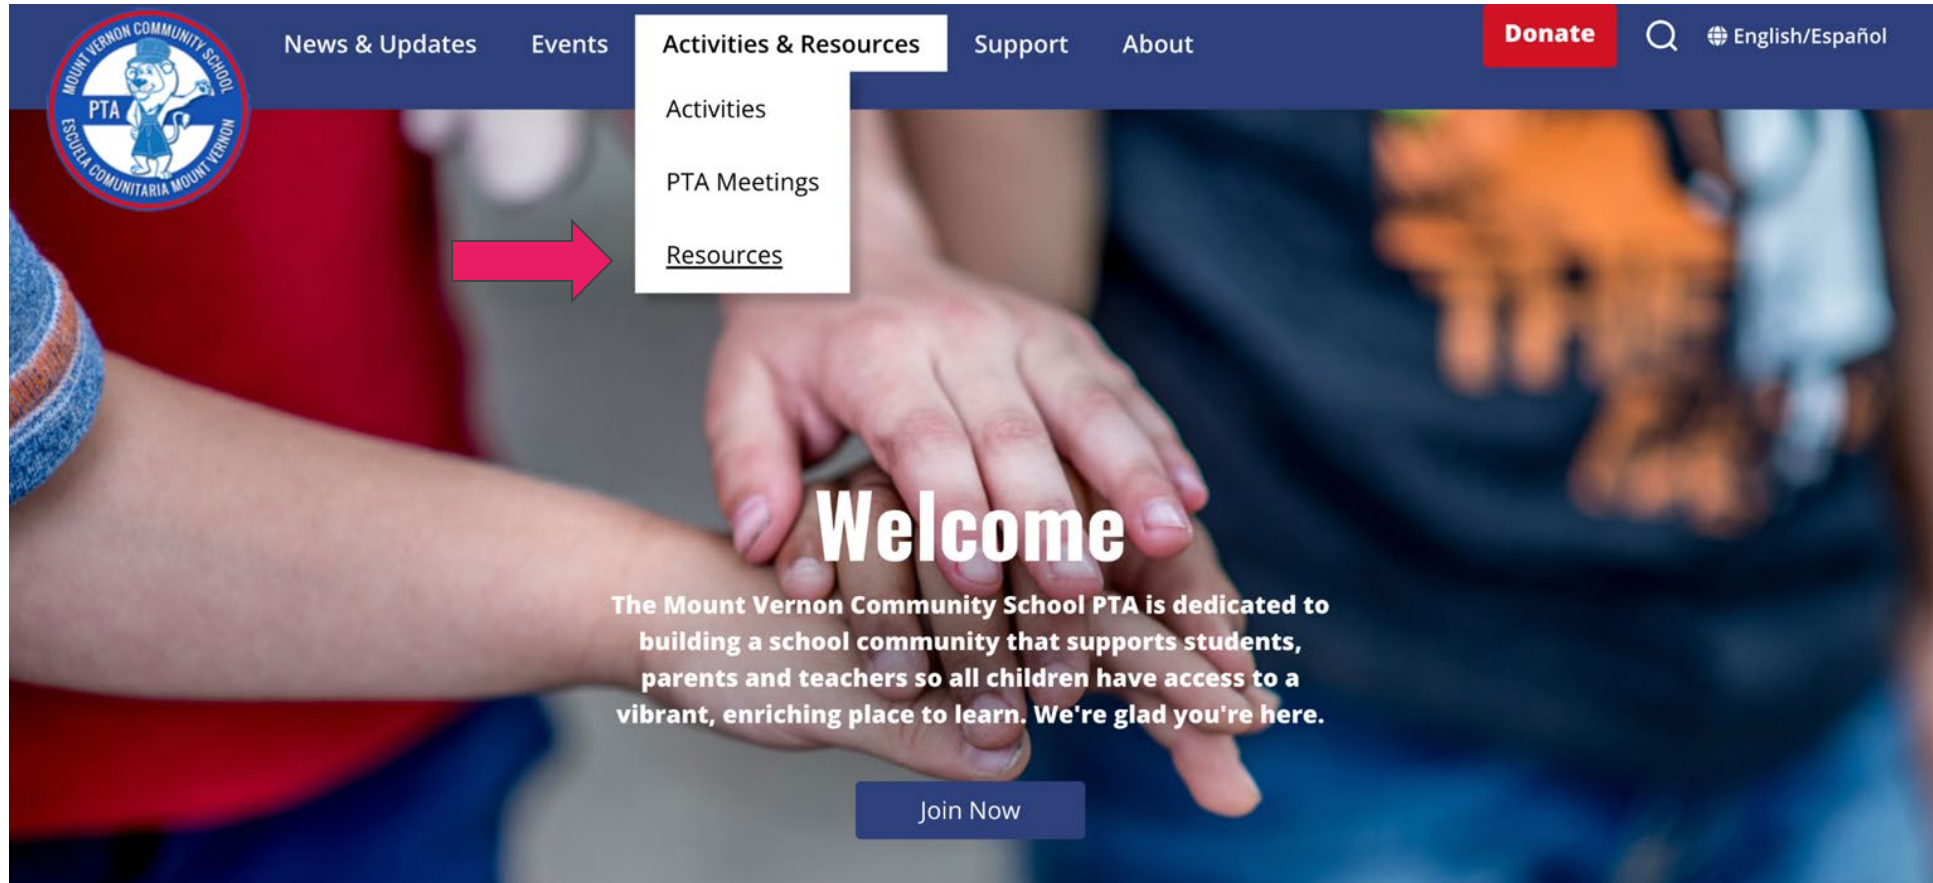 MOUNT VERNON COMMUNITY SCHOOL
PTA
ESCUELA COMUNITARIA MOUNT VERNON
News & Updates
Events
Activities & Resources
Support
About
Donate
English/Español
Activities
PTA Meetings
Resources
Welcome
The Mount Vernon Community School PTA is dedicated to
building a school community that supports students,
parents and teachers so all children have access to a
vibrant, enriching place to learn. We're glad you're here.
Join Now